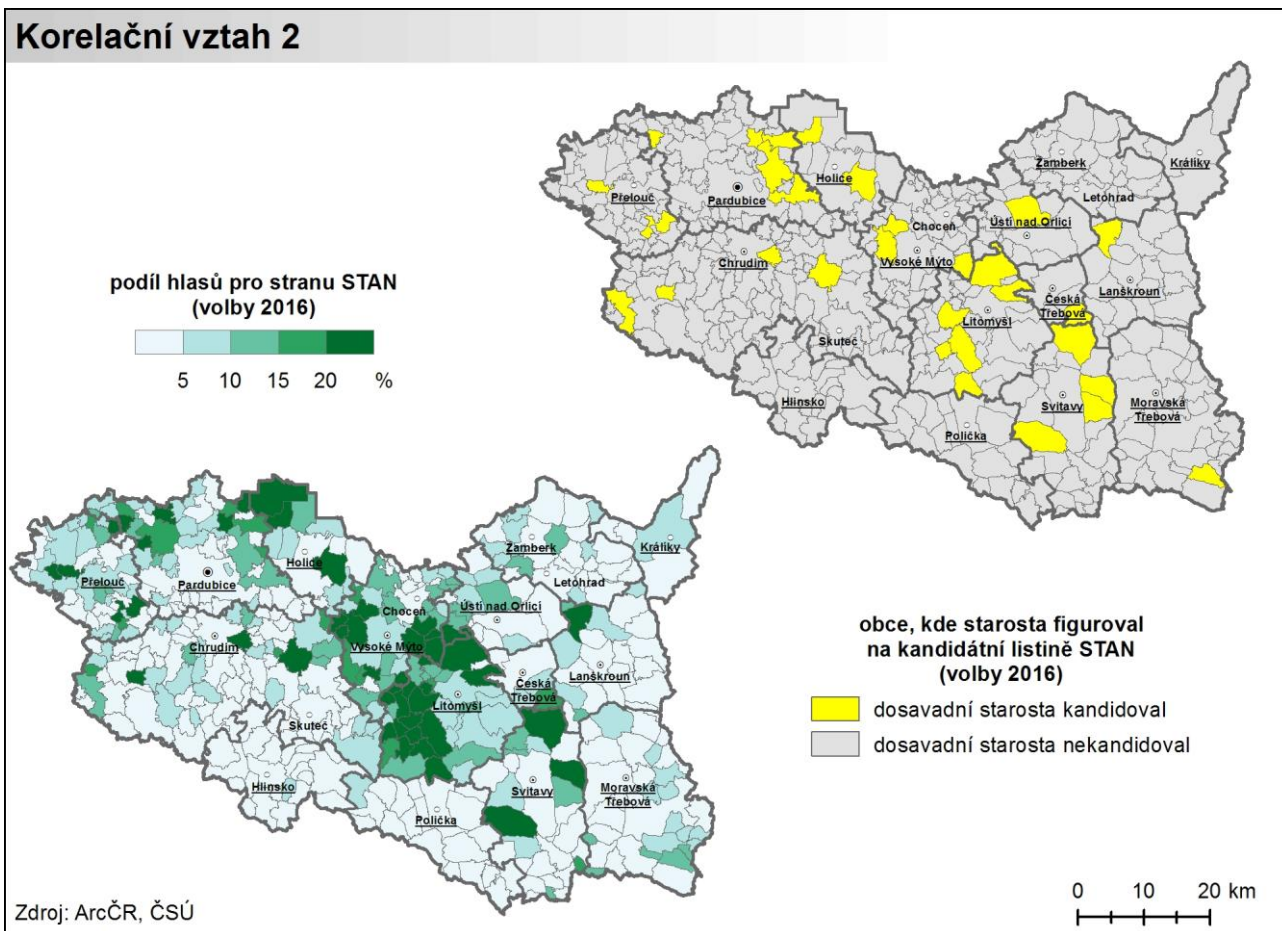 Korelační vztah 2
podíl hlasů pro stranu STAN
(volby 2016)
5 10 15 20 %
Přelouč
Pardubice
Holice
Žamberk
Králíky
Letohrad
Choceň
Ústí nad Orlicí
Chrudim
Vysoké Mýto
Lanškroun
Česká
Třebová
Litomyšl
Skuteč
Hlinsko
Svitavy
Moravská
Třebová
Polička
Přelouč
Pardubice
Holice
Žamberk
Králíky
Letohrad
Choceň
Ústí nad Orlicí
Chrudim
Vysoké Mýto
Lanškroun
Česká
Třebová
Litomyšl
Skuteč
Hlinsko
Svitavy
Moravská
Třebová
Polička
obce, kde starosta figuroval
na kandidátní listině STAN
(volby 2016)
dosavadní starosta kandidoval
dosavadní starosta nekandidoval
Zdroj: ArcČR, ČSÚ
0 10 20 km